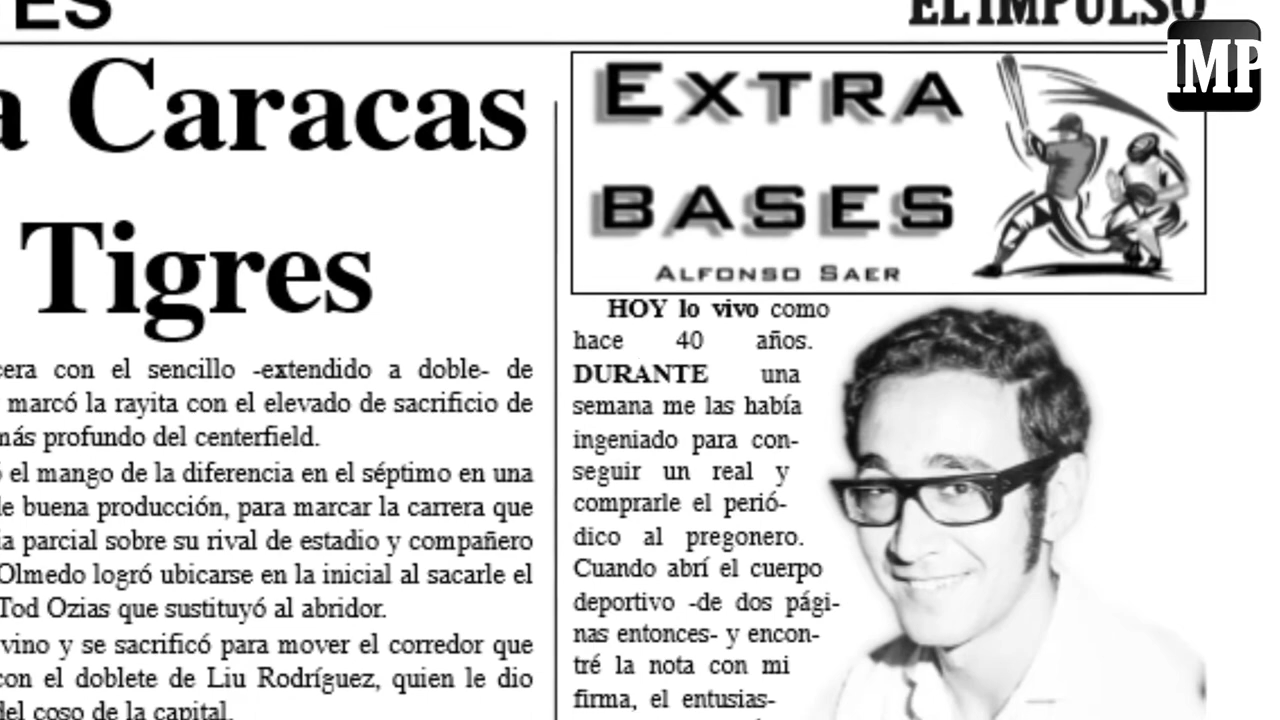 ES
EL IMPULSO
IMP
a Caracas
Tigres
cera con el sencillo -extendido a doble- de
marcó la rayita con el elevado de sacrificio de
más profundo del centerfield.
el mango de la diferencia en el séptimo en una
de buena producción, para marcar la carrera que
ia parcial sobre su rival de estadio y compañero
Olmedo logró ubicarse en la inicial al sacarle el
Tod Ozias que sustituyó al abridor.
vino y se sacrificó para mover el corredor que
con el doblete de Liu Rodríguez, quien le dio
del coso de la capital.
EXTRA
BASES
ALFONSO SAER
HOY lo vivo como
hace 40 años.
DURANTE una
semana me las había
ingeniado para con-
seguir un real y
comprarle el perió-
dico al pregonero.
Cuando abrí el cuerpo
deportivo -de dos pági-
nas entonces- y encon-
tré la nota con mi
firma, el entusias-